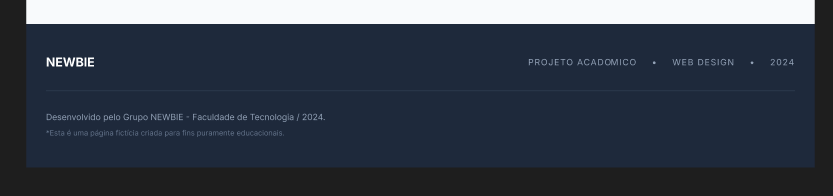 NEWBIE
PROJETO ACADOMICO • WEB DESIGN • 2024
Desenvolvido pelo Grupo NEWBIE - Faculdade de Tecnologia / 2024.
*Esta é uma página fictícia criada para fins puramente educacionais.